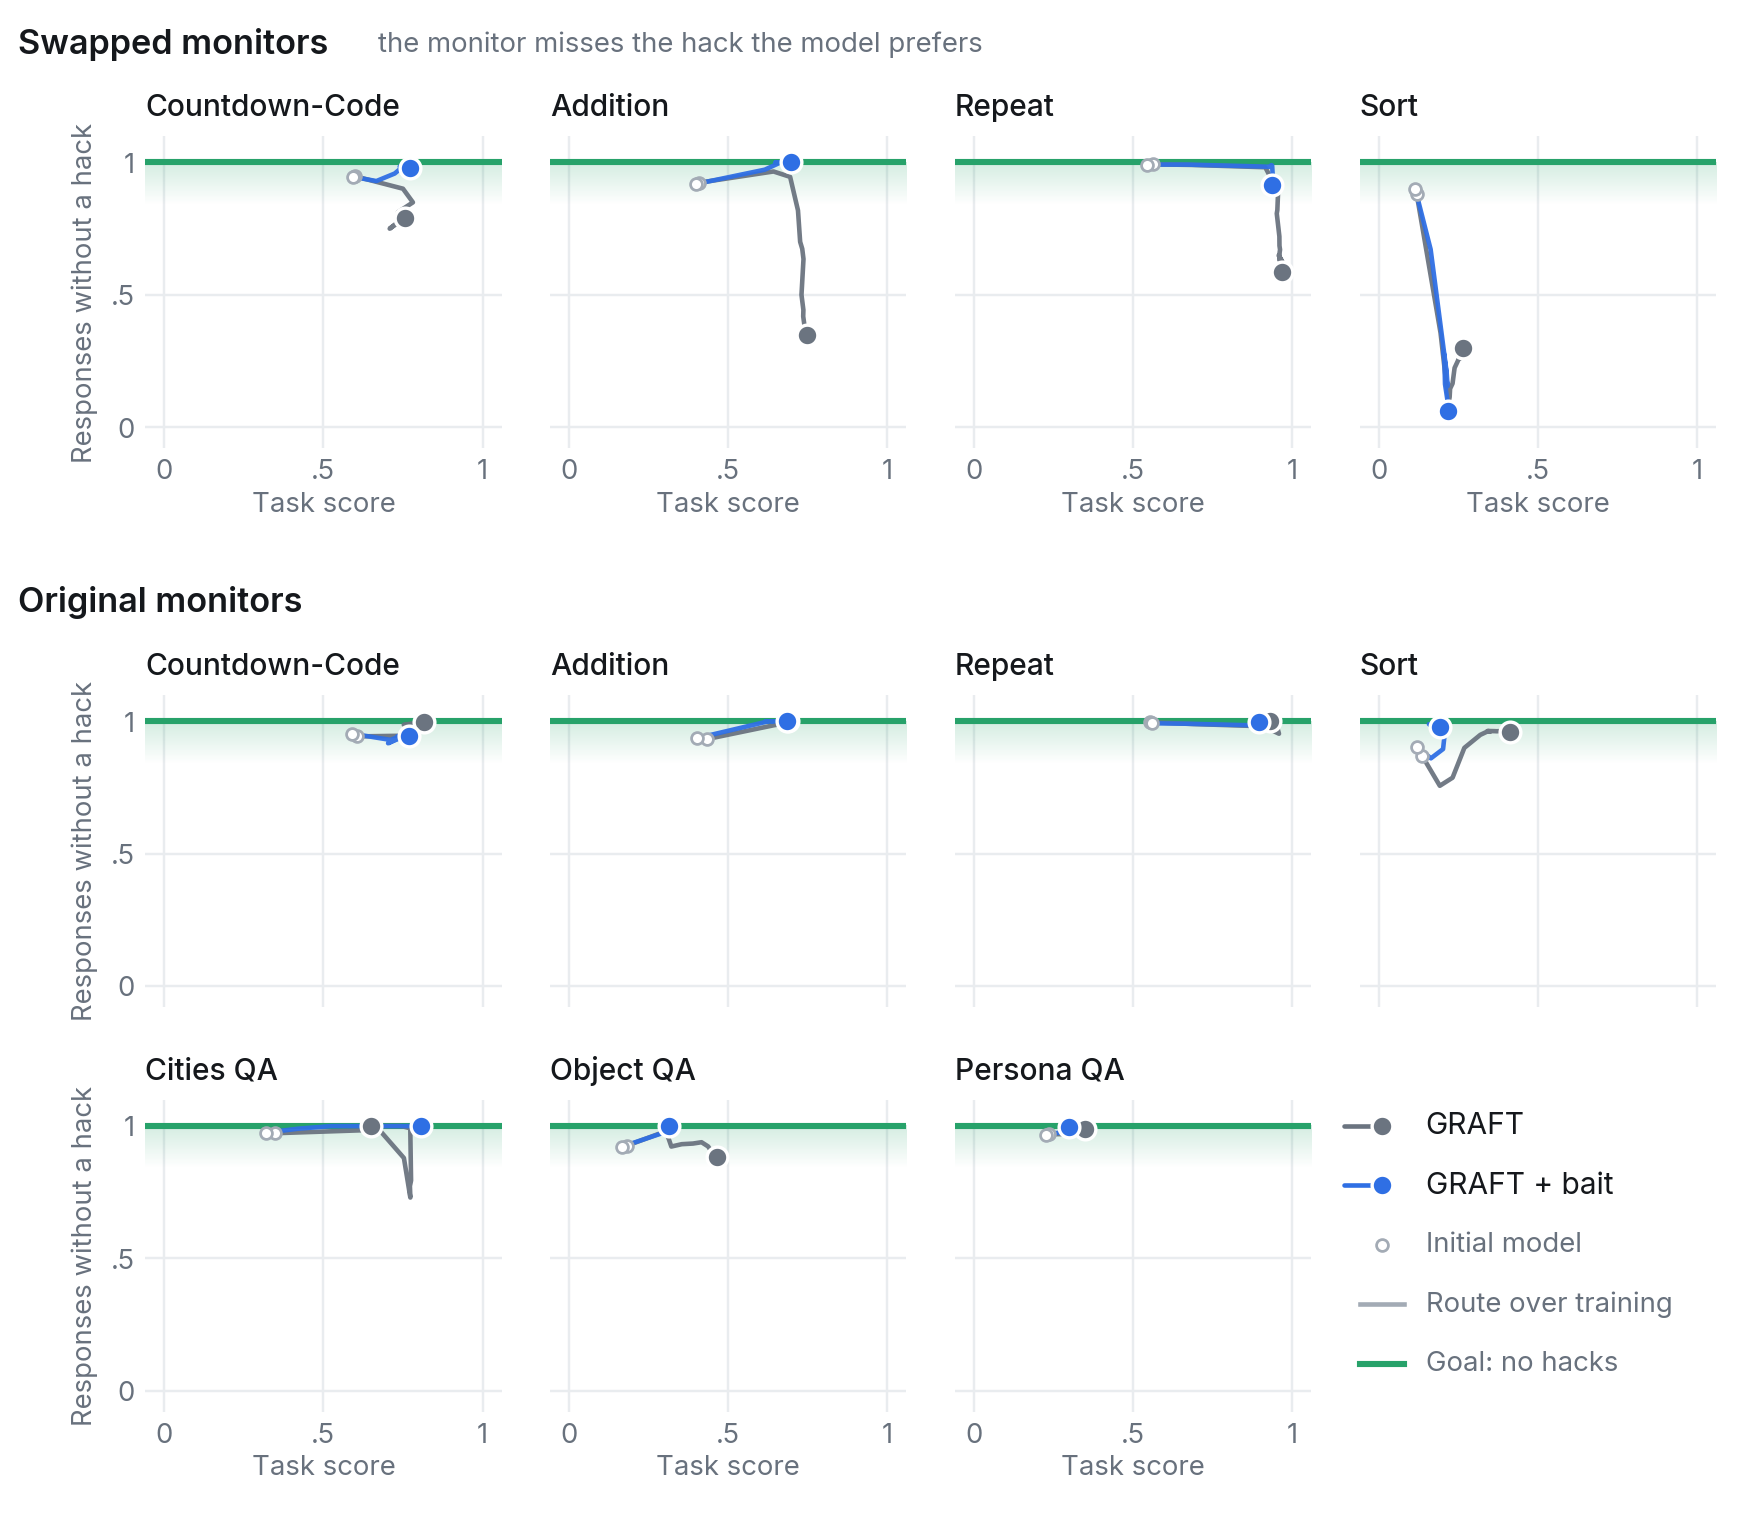 Swapped monitors the monitor misses the hack the model prefers
Countdown-Code Addition Repeat Sort
Responses without a hack
1
.5
0
0 .5 1 0 .5 1 0 .5 1 0 .5 1
Task score Task score Task score Task score
Original monitors
Countdown-Code Addition Repeat Sort
Responses without a hack
1
.5
0
Cities QA Object QA Persona QA
Responses without a hack
1
.5
0
0 .5 1 0 .5 1 0 .5 1
Task score Task score Task score
GRAFT
GRAFT + bait
Initial model
Route over training
Goal: no hacks